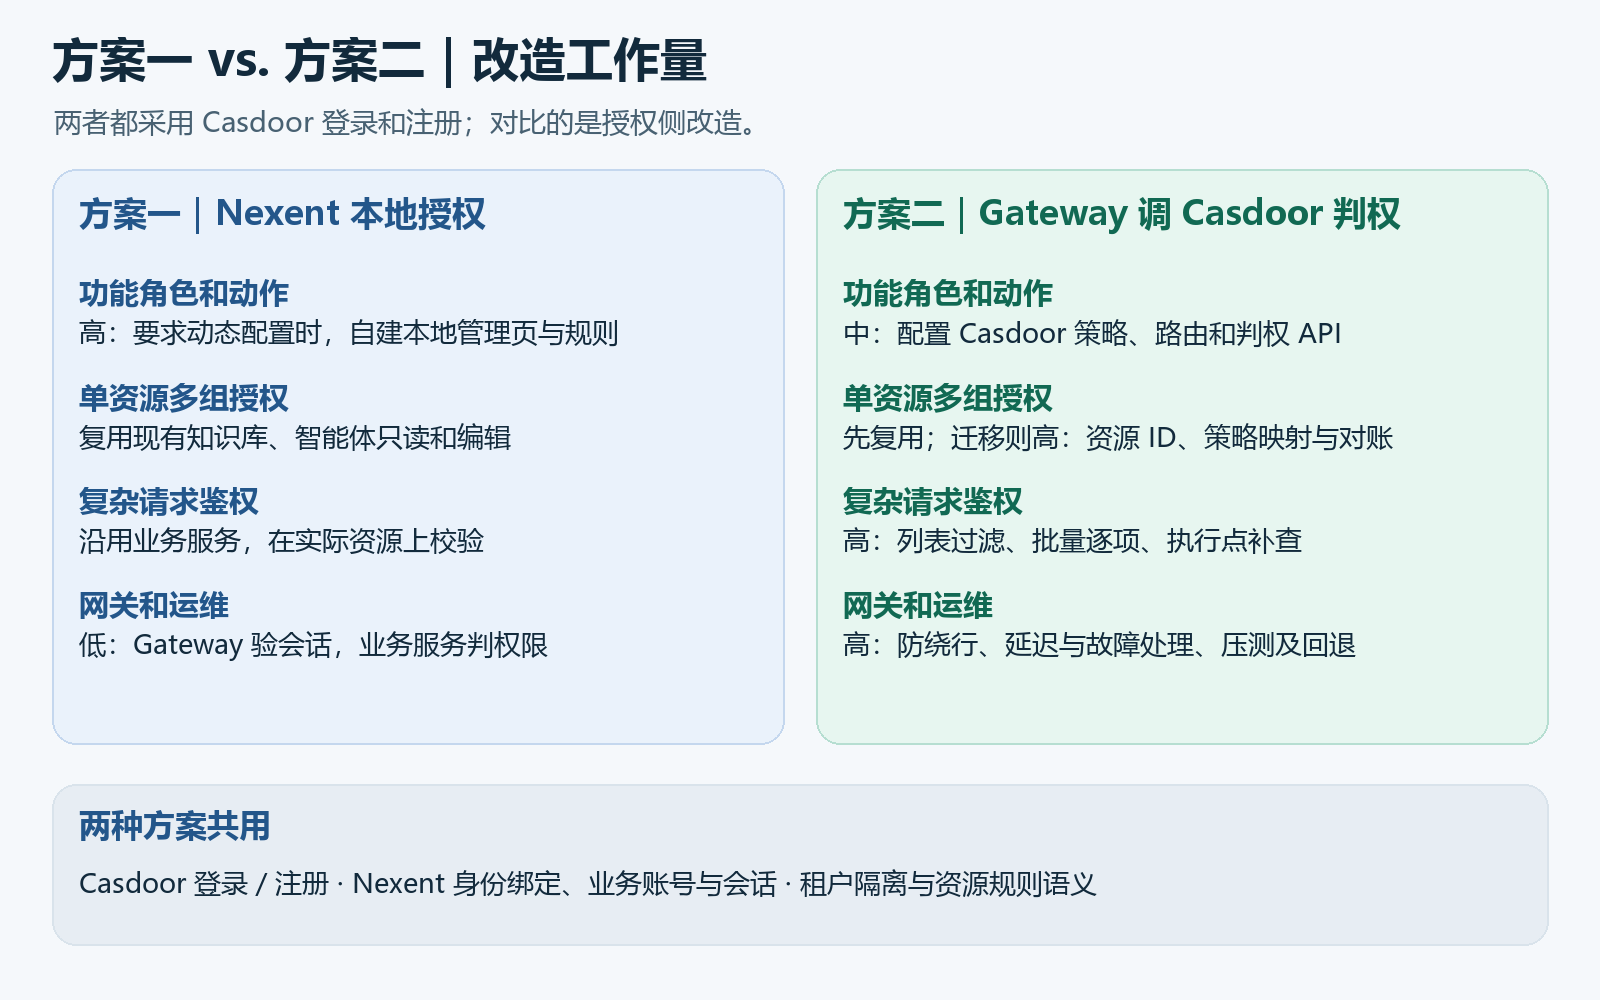 方案一 vs. 方案二｜改造工作量
两者都采用 Casdoor 登录和注册；对比的是授权侧改造。
方案一｜Nexent 本地授权
功能角色和动作
高：要求动态配置时，自建本地管理页与规则
单资源多组授权
复用现有知识库、智能体只读和编辑
复杂请求鉴权
沿用业务服务，在实际资源上校验
网关和运维
低：Gateway 验会话，业务服务判权限
方案二｜Gateway 调 Casdoor 判权
功能角色和动作
中：配置 Casdoor 策略、路由和判权 API
单资源多组授权
先复用；迁移则高：资源 ID、策略映射与对账
复杂请求鉴权
高：列表过滤、批量逐项、执行点补查
网关和运维
高：防绕行、延迟与故障处理、压测及回退
两种方案共用
Casdoor 登录 / 注册 · Nexent 身份绑定、业务账号与会话 · 租户隔离与资源规则语义